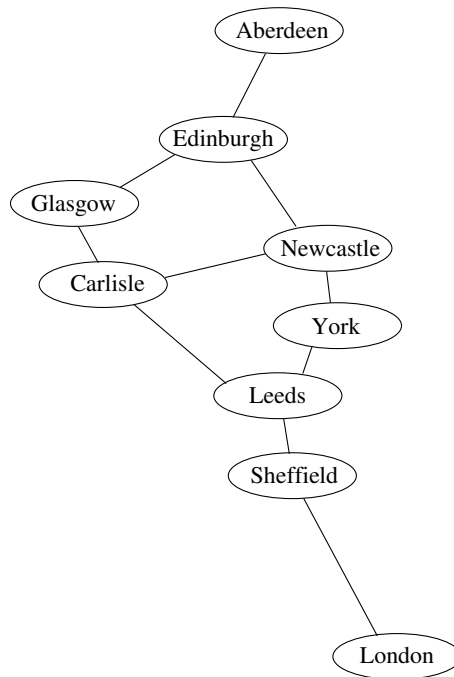 Aberdeen
Edinburgh
Glasgow
Newcastle
Carlisle
York
Leeds
Sheffield
London